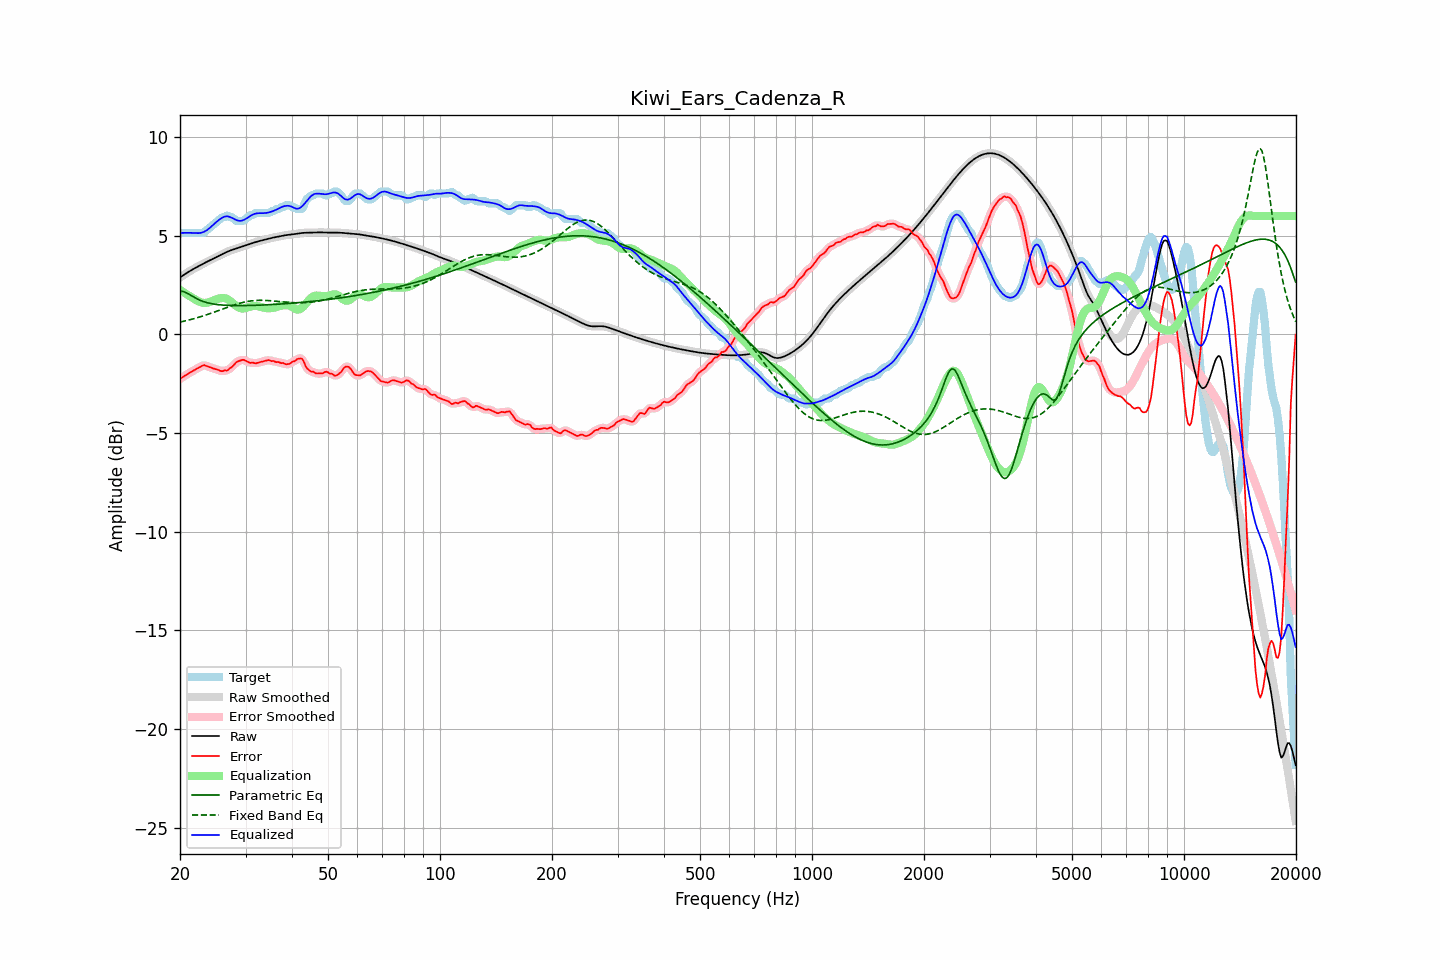 Kiwi_Ears_Cadenza_R
10
5
0
−5
−10
−15
−20
−25
Amplitude (dBr)
Target
Raw Smoothed
Error Smoothed
Raw
Error
Equalization
Parametric Eq
Fixed Band Eq
Equalized
20
50
100
200
500
1000
2000
5000
10000
20000
Frequency (Hz)